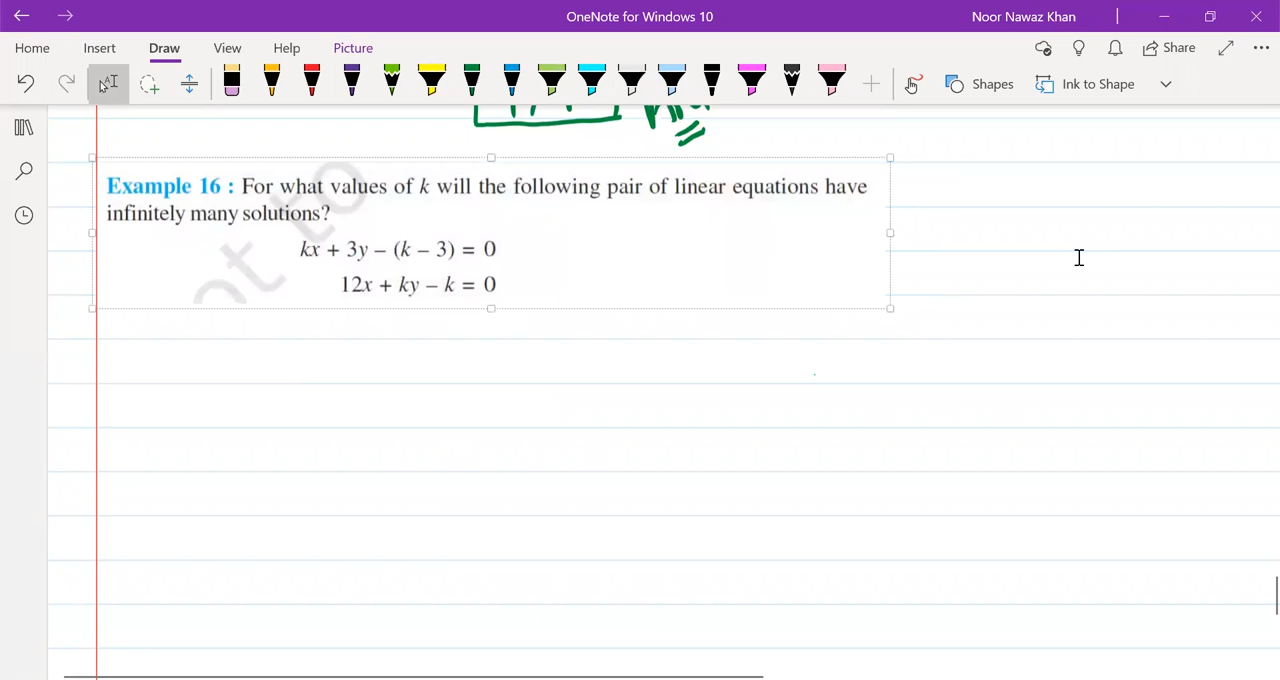 OneNote for Windows 10
Noor Nawaz Khan
Home Insert Draw View Help Picture Share
Shapes Ink to Shape
Example 16 : For what values of k will the following pair of linear equations have
infinitely many solutions?
kx + 3y – (k – 3) = 0
12x + ky – k = 0
not to